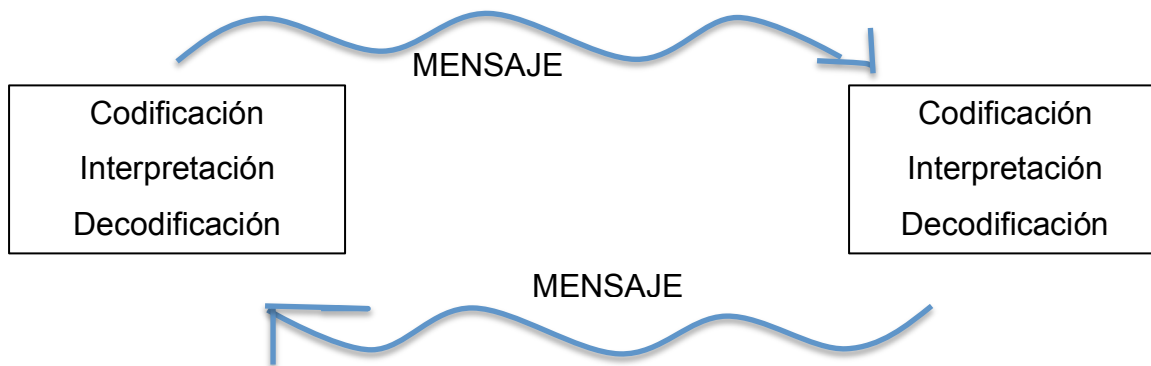 MENSAJE
Codificación
Interpretación
Decodificación
Codificación
Interpretación
Decodificación
MENSAJE